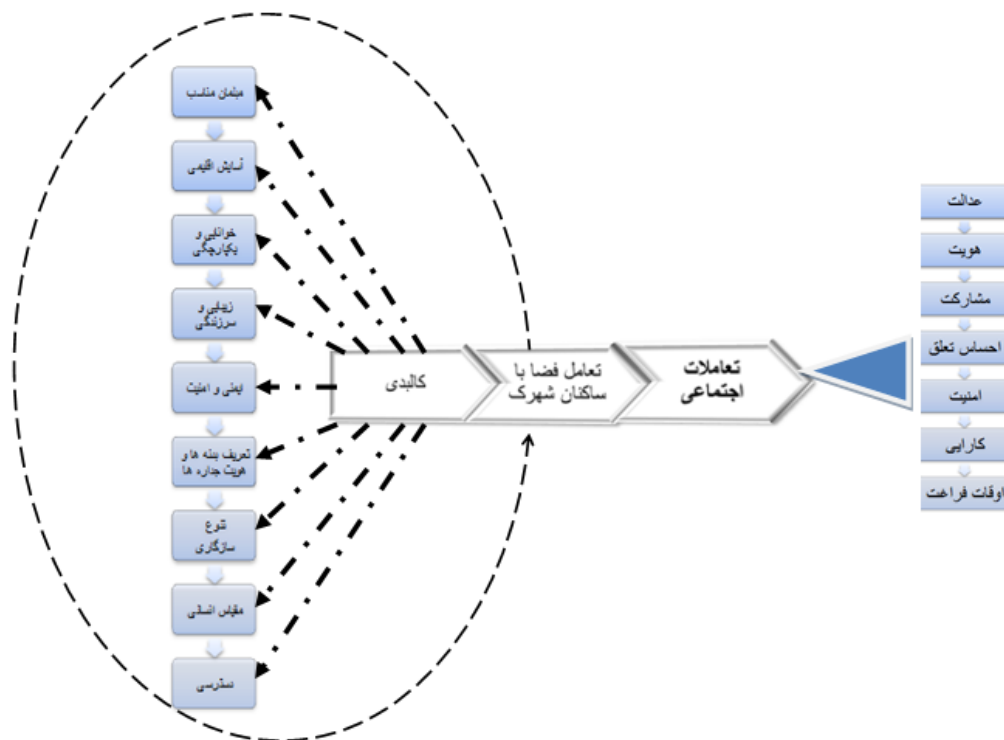 مبلمان مناسب
آسایش اقلیمی
خوانایی و
یکپارچگی
زیبایی و
سرزندگی
ایمنی و امنیت
تعریف بدنه ها و
هویت جداره ها
تنوع
سازگاری
مقیاس انسانی
دسترسی
کالبدی
تعامل فضا با
ساکنان شهرک
تعاملات
اجتماعی
عدالت
هویت
مشارکت
احساس تعلق
امنیت
کارایی
اوقات فراغت